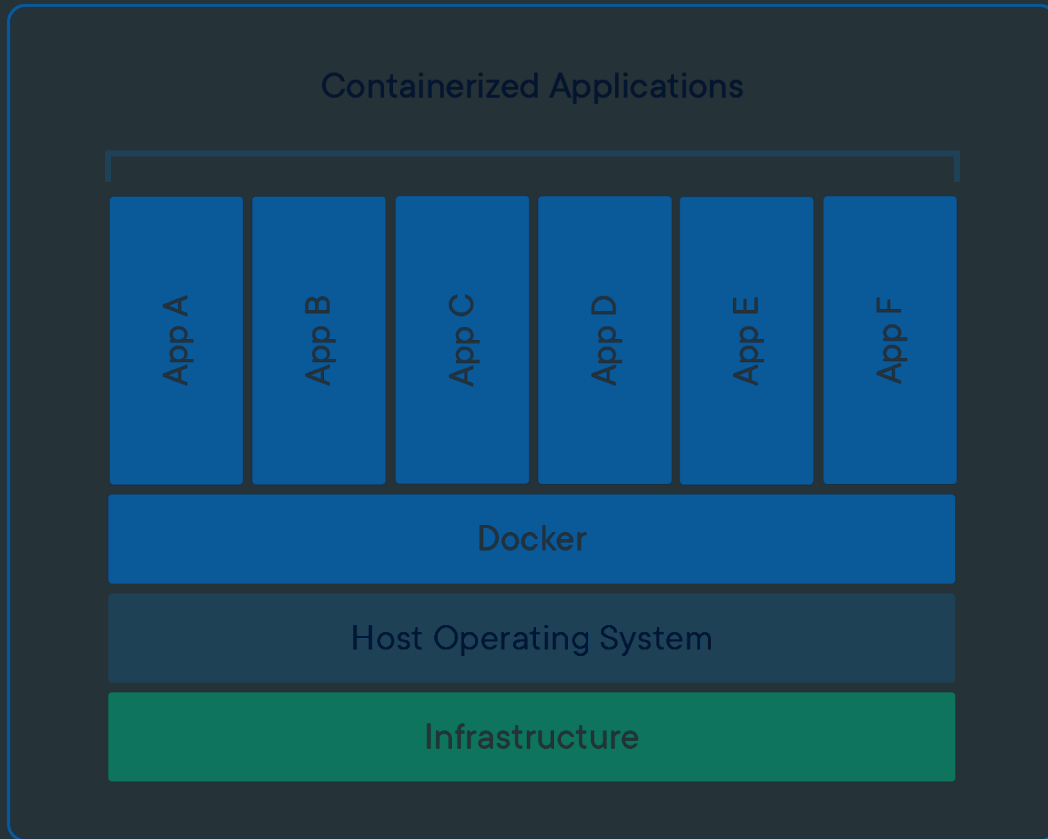 Containerized Applications
App A
App B
App C
App D
App E
App F
Docker
Host Operating System
Infrastructure